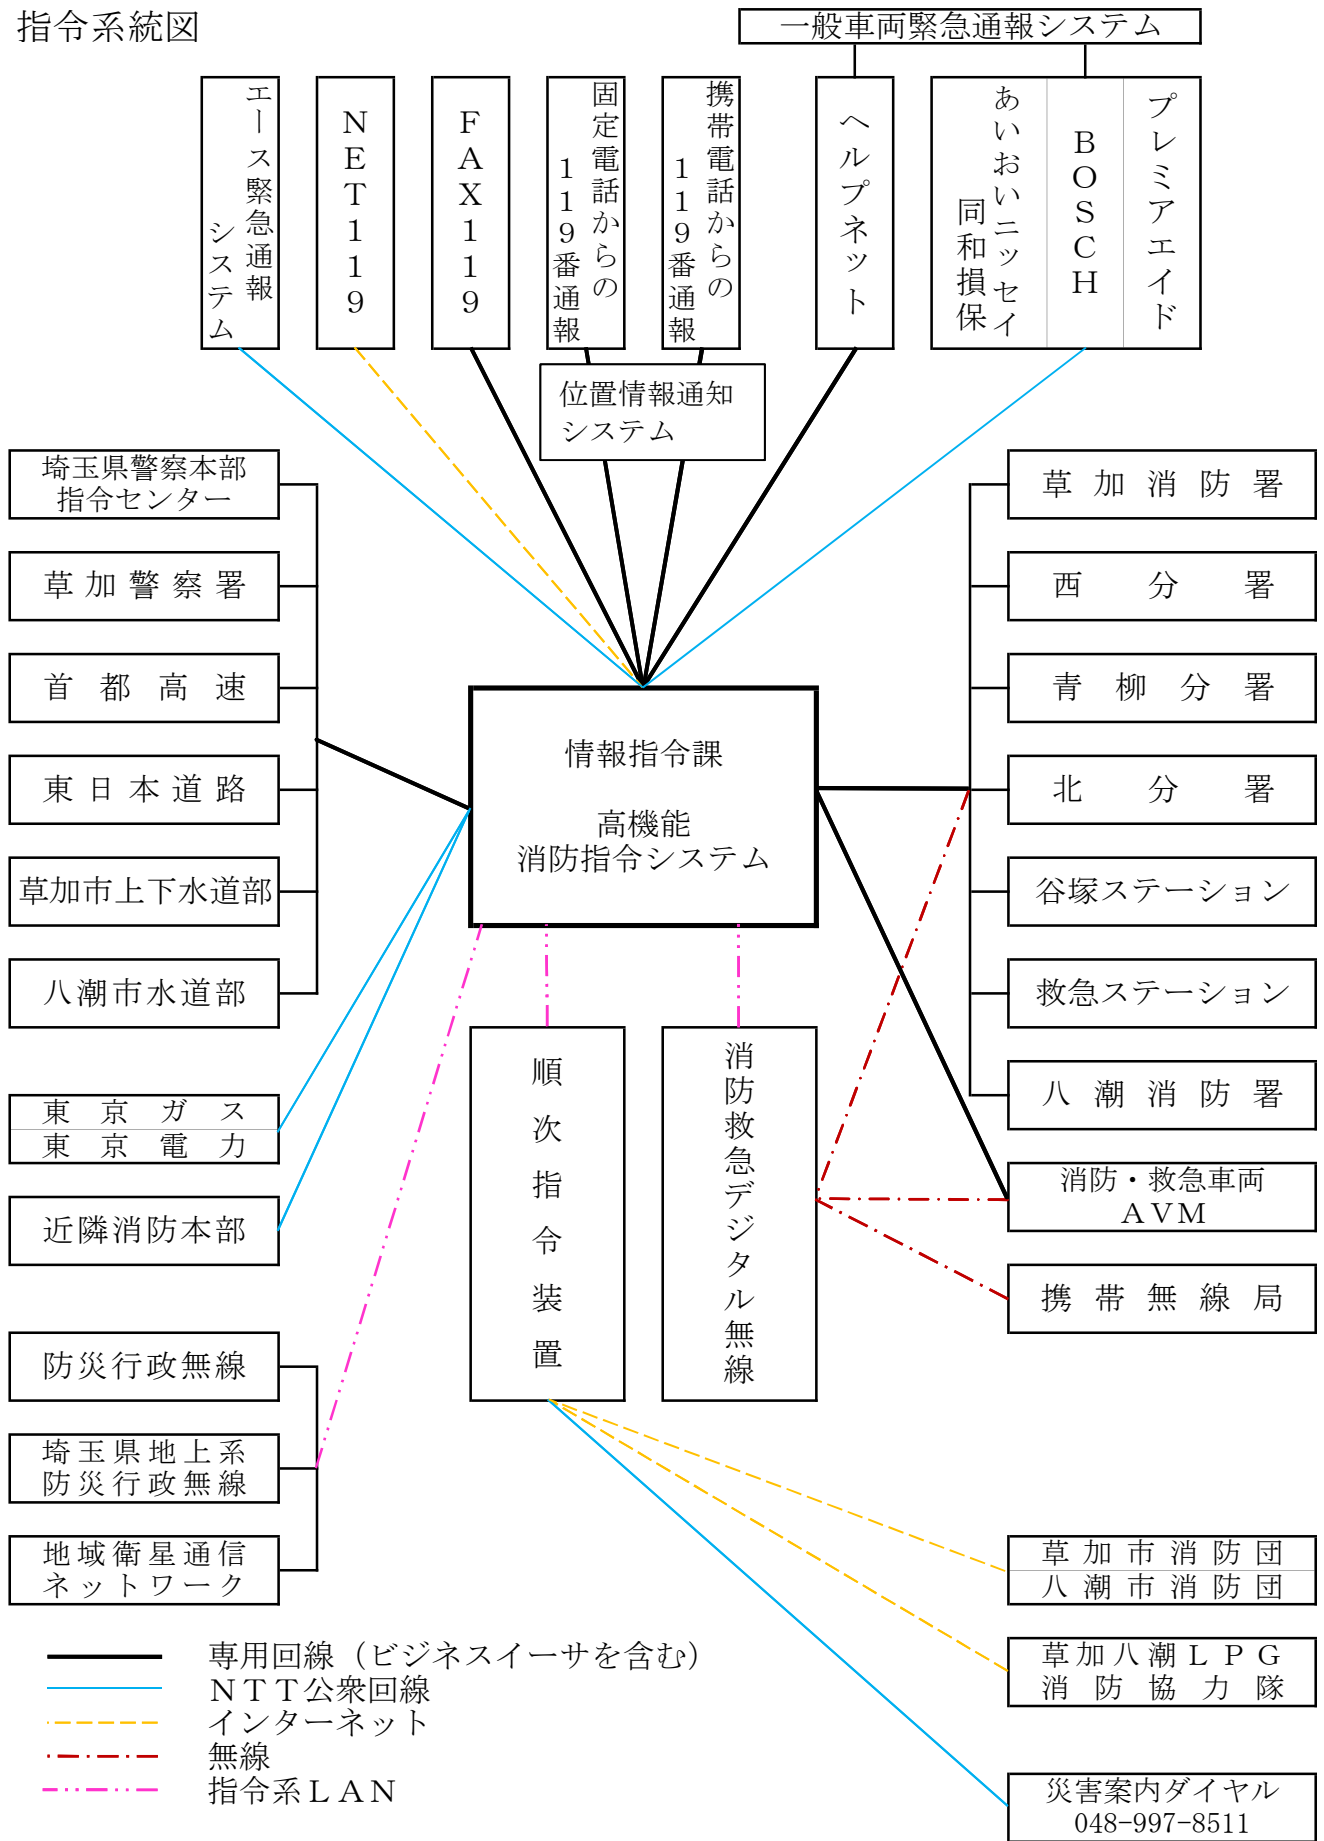 指令系統図
一般車両緊急通報システム
エース緊急通報
システム
ＮＥＴ１１９
ＦＡＸ１１９
固定電話からの
１１９番通報
携帯電話からの
１１９番通報
ヘルプネット
あいおいニッセイ
同和損保
ＢＯＳＣＨ
プレミアエイド
位置情報通知
システム
埼玉県警察本部
指令センター
草加警察署
首都高速
東日本道路
草加市上下水道部
八潮市水道部
東京ガス
東京電力
近隣消防本部
防災行政無線
埼玉県地上系
防災行政無線
地域衛星通信
ネットワーク
情報指令課
高機能
消防指令システム
順次指令装置
消防救急デジタル無線
草加消防署
西分署
青柳分署
北分署
谷塚ステーション
救急ステーション
八潮消防署
消防・救急車両
ＡＶＭ
携帯無線局
草加市消防団
八潮市消防団
草加八潮ＬＰＧ
消防協力隊
災害案内ダイヤル
048-997-8511
専用回線（ビジネスイーサを含む）
ＮＴＴ公衆回線
インターネット
無線
指令系ＬＡＮ